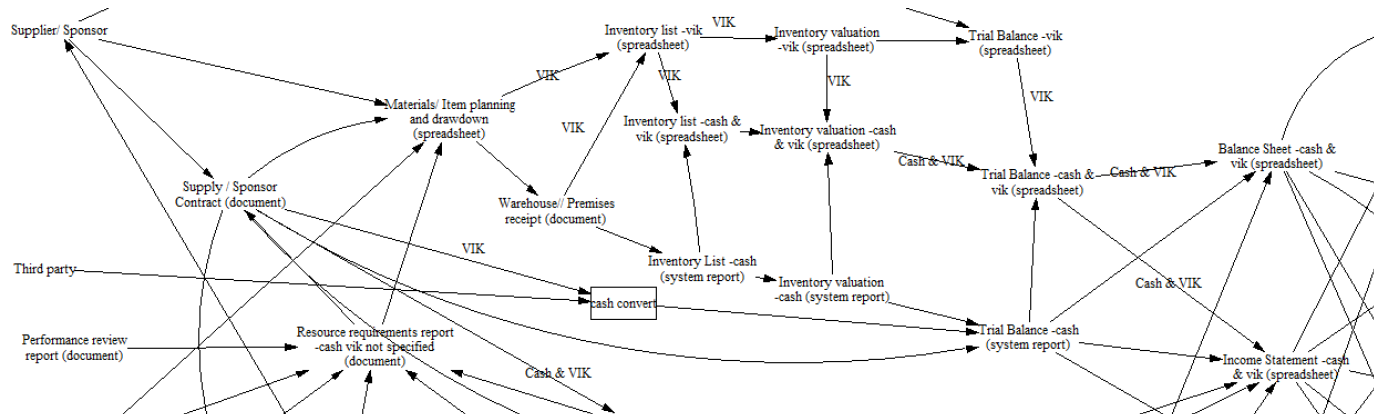 Supplier/ Sponsor
Inventory list -vik
(spreadsheet)
VIK
Inventory valuation
-vik (spreadsheet)
Trial Balance -vik
(spreadsheet)
VIK
VIK
VIK
VIK
Materials/ Item planning
and drawdown
(spreadsheet)
VIK
Inventory list -cash &
vik (spreadsheet)
Inventory valuation -cash
& vik (spreadsheet)
Cash & VIK
Trial Balance -cash &
vik (spreadsheet)
Cash & VIK
Balance Sheet -cash &
vik (spreadsheet)
Supply / Sponsor
Contract (document)
Warehouse// Premises
receipt (document)
VIK
Third party
Inventory List -cash
(system report)
Inventory valuation
-cash (system report)
Cash & VIK
cash convert
Performance review
report (document)
Resource requirements report
-cash vik not specified
(document)
Trial Balance -cash
(system report)
Cash & VIK
Income Statement -cash
& vik (spreadsheet)